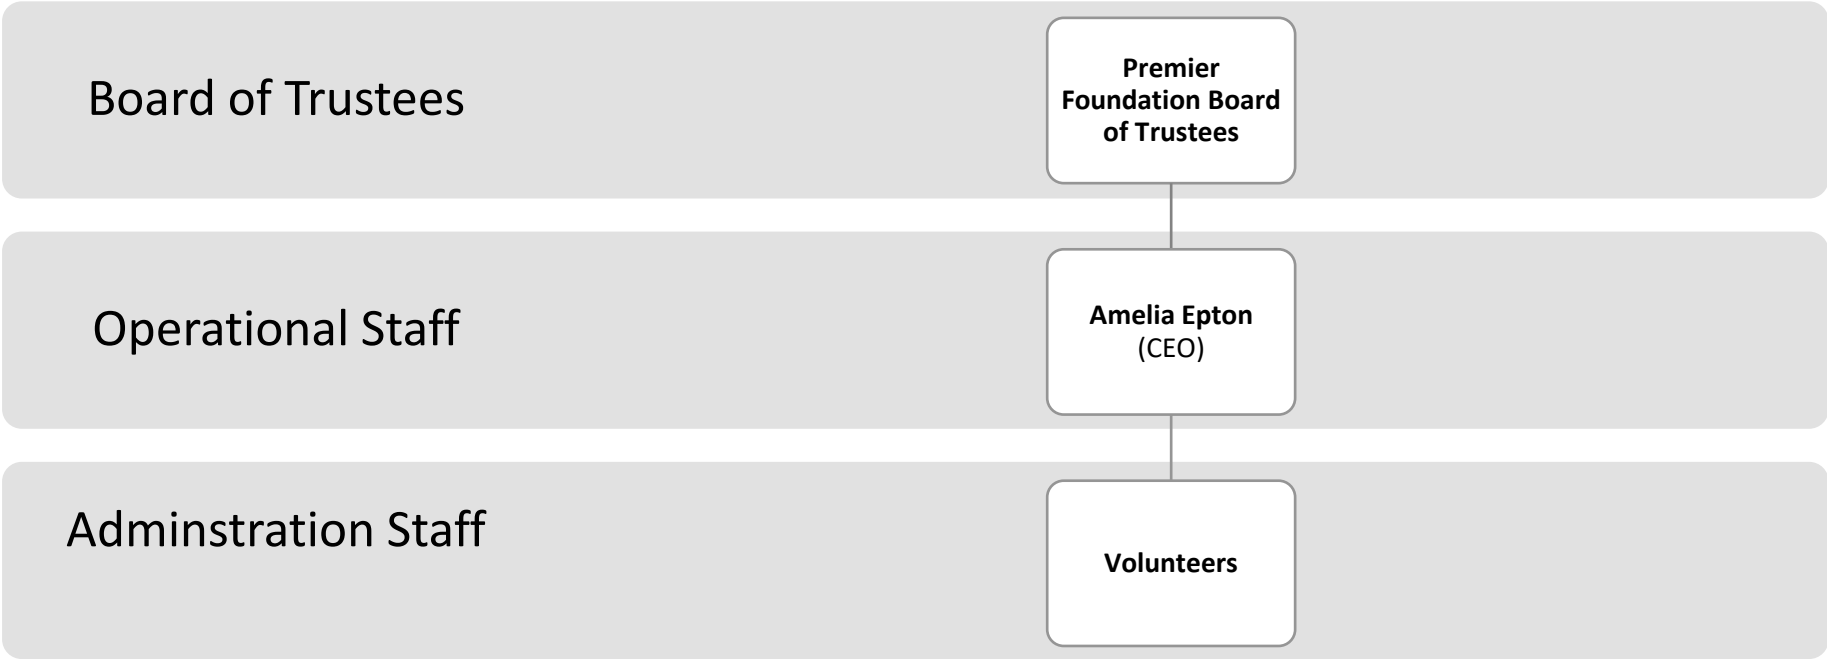 Board of Trustees
Premier
Foundation Board
of Trustees
Operational Staff
Amelia Epton
(CEO)
Adminstration Staff
Volunteers